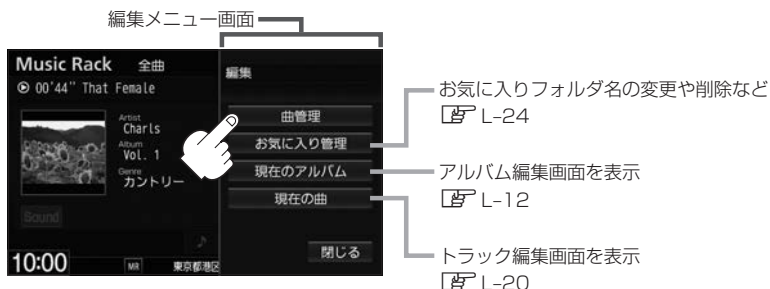 編集メニュー画面
Music Rack 全曲
00'44" That Female
Artist
Charls
Album
Vol. 1
Genre
カントリー
Sound
10:00
MR
東京都港区
編集
曲管理
お気に入り管理
現在のアルバム
現在の曲
閉じる
お気に入りフォルダ名の変更や削除など
L-24
アルバム編集画面を表示
L-12
トラック編集画面を表示
L-20